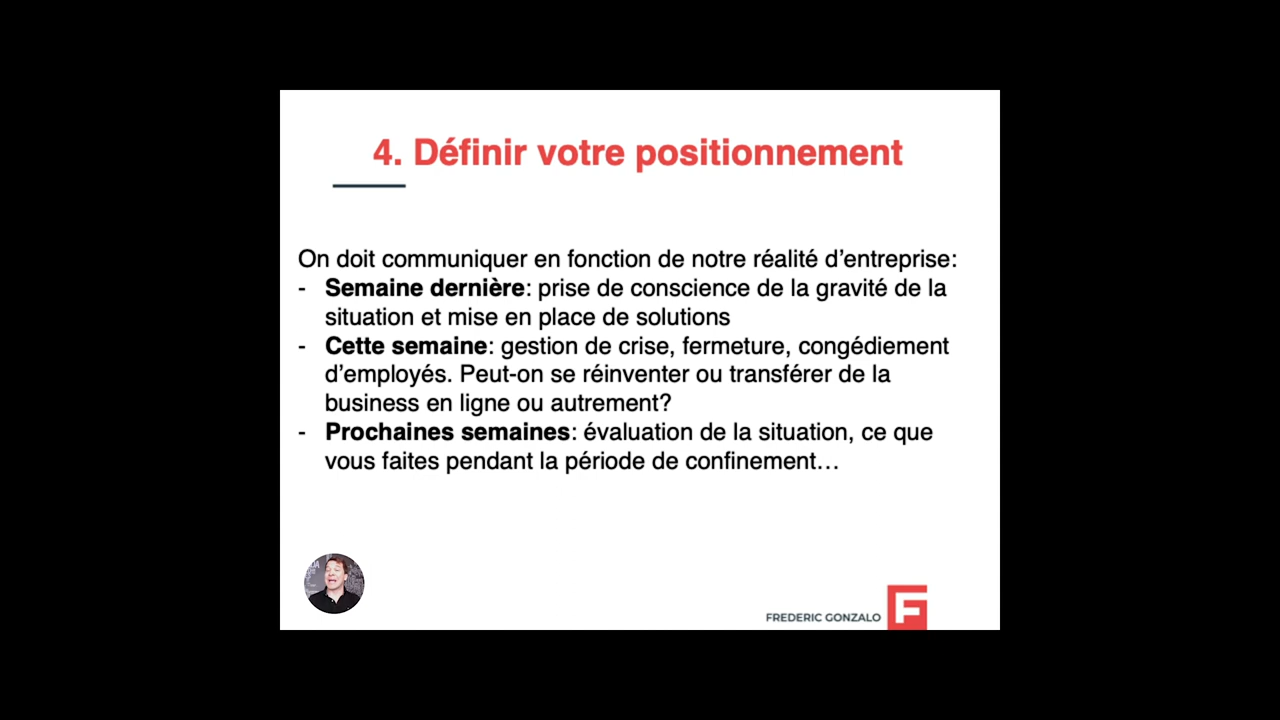 4. Définir votre positionnement
On doit communiquer en fonction de notre réalité d’entreprise:
- Semaine dernière: prise de conscience de la gravité de la
situation et mise en place de solutions
- Cette semaine: gestion de crise, fermeture, congédiement
d’employés. Peut-on se réinventer ou transférer de la
business en ligne ou autrement?
- Prochaines semaines: évaluation de la situation, ce que
vous faites pendant la période de confinement…
FREDERIC GONZALO F